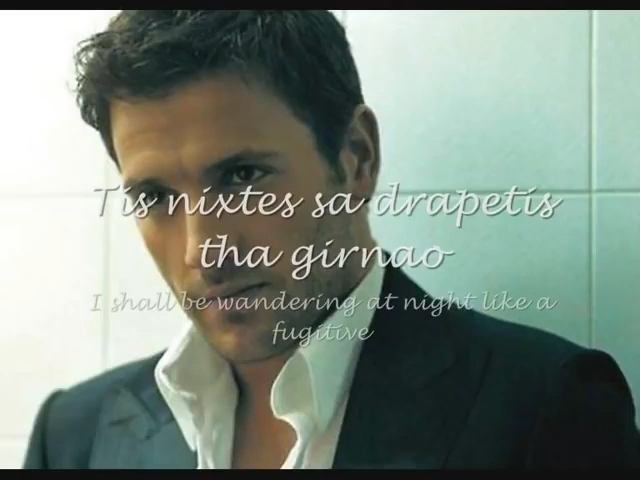 Tis nixtes sa drapetis
tha girnao
I shall be wandering at night like a
fugitive